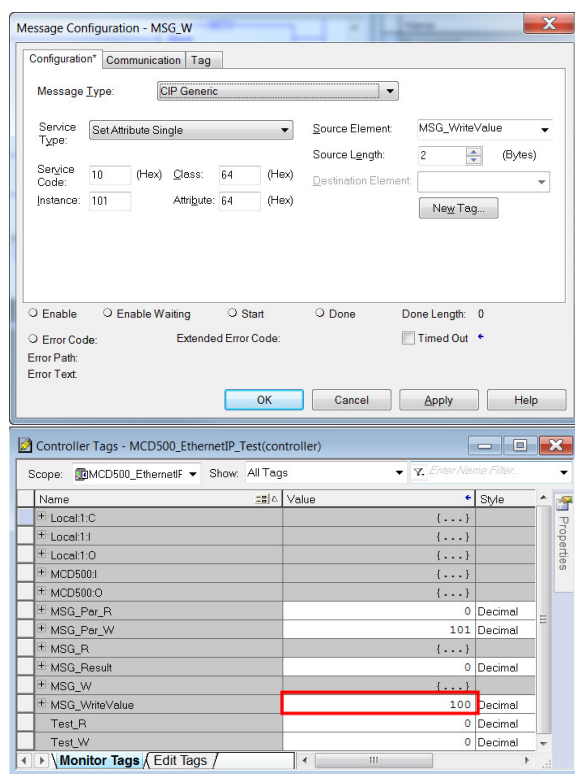 Message Configuration - MSG_W
Configuration* Communication Tag
Message Type: CIP Generic
Service Type: Set Attribute Single Source Element: MSG_WriteValue
Source Length: 2 (Bytes)
Service Code: 10 (Hex) Class: 64 (Hex) Destination Element:
Instance: 101 Attribute: 64 (Hex) New Tag...
Enable Enable Waiting Start Done Done Length: 0
Error Code: Extended Error Code: Timed Out
Error Path:
Error Text:
OK Cancel Apply Help
Controller Tags - MCD500_EthernetIP_Test(controller)
Scope: MCD500_EthernetIF Show: All Tags Enter Name Filter...
Name Value Style
Local:1:C {...}
Local:1:I {...}
Local:1:O {...}
MCD500:I {...}
MCD500:O {...}
MSG_Par_R 0 Decimal
MSG_Par_W 101 Decimal
MSG_R {...}
MSG_Result 0 Decimal
MSG_W {...}
MSG_WriteValue 100 Decimal
Test_R 0 Decimal
Test_W 0 Decimal
Monitor Tags Edit Tags
Properties